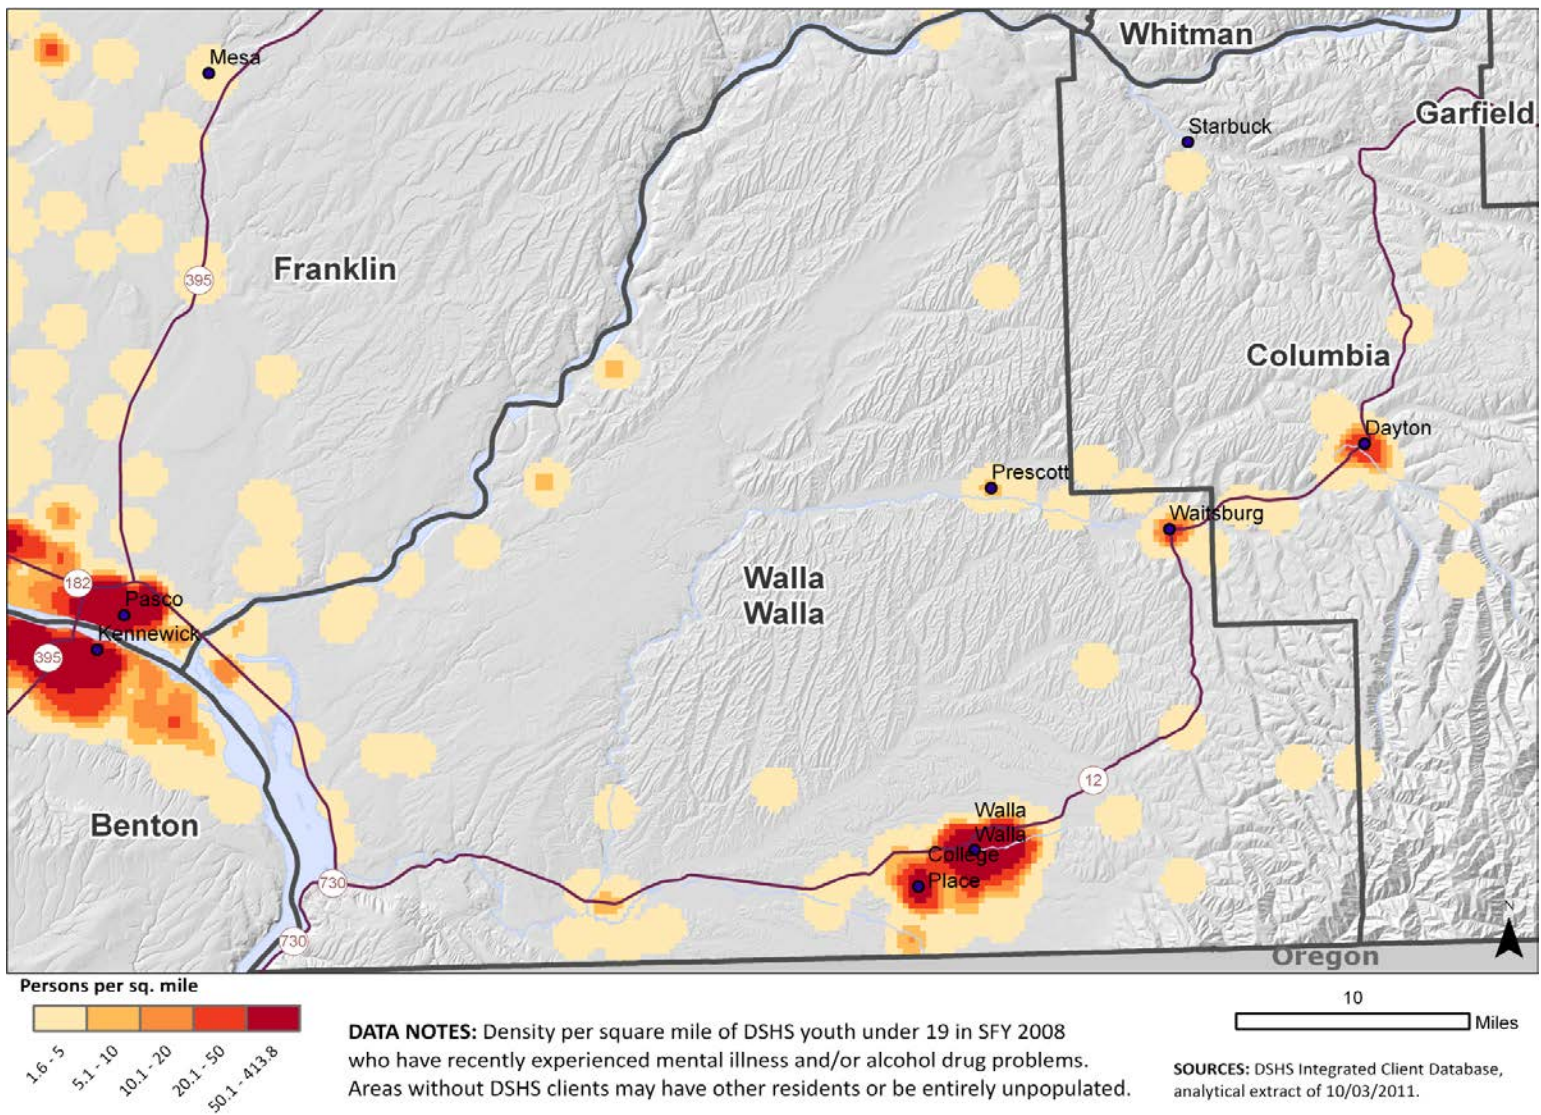 Whitman
Mesa
Garfield
Starbuck
Franklin
395
Columbia
Dayton
Prescott
Waitsburg
Walla
Walla
182
Pasco
Kennewick
395
12
Benton
Walla
Walla
College
Place
730
730
N
Oregon
Persons per sq. mile
1.6 - 5
5.1 - 10
10.1 - 20
20.1 - 50
50.1 - 413.8
DATA NOTES: Density per square mile of DSHS youth under 19 in SFY 2008
who have recently experienced mental illness and/or alcohol drug problems.
Areas without DSHS clients may have other residents or be entirely unpopulated.
10
Miles
SOURCES: DSHS Integrated Client Database,
analytical extract of 10/03/2011.